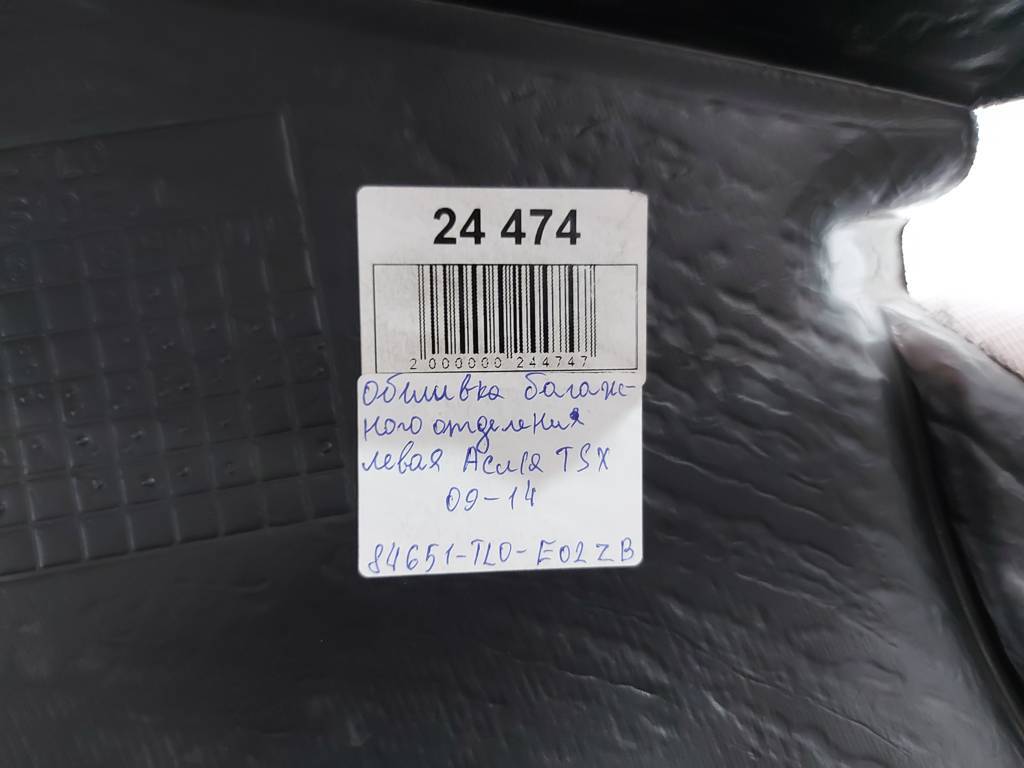 24 474
2 000000 244747
Обшивка багаж-
ного отделения
левая Acura TSX
09-14
84651-TL0-E02ZB